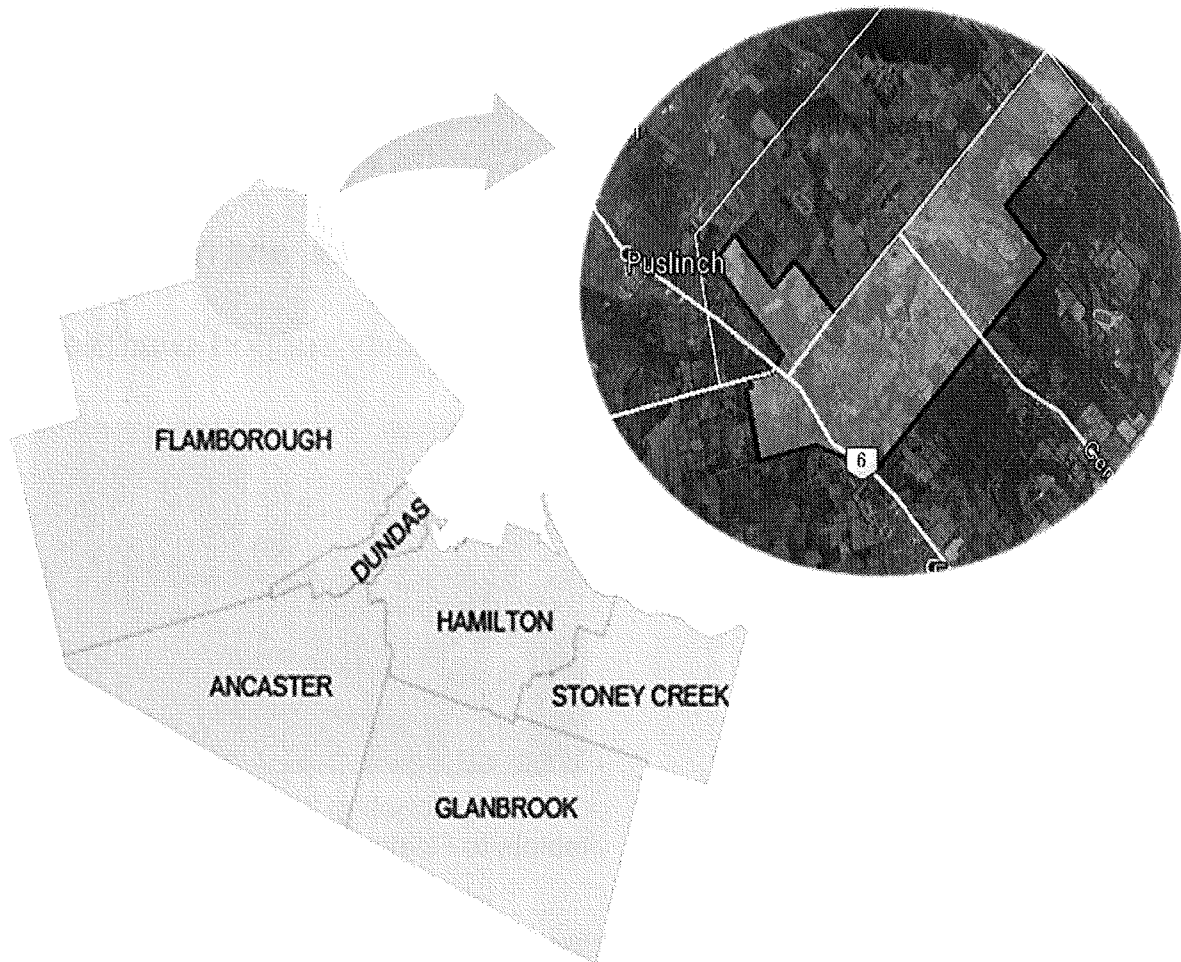 Puslinch
6
FLAMBOROUGH
DUNDAS
HAMILTON
ANCASTER
STONEY CREEK
GLANBROOK